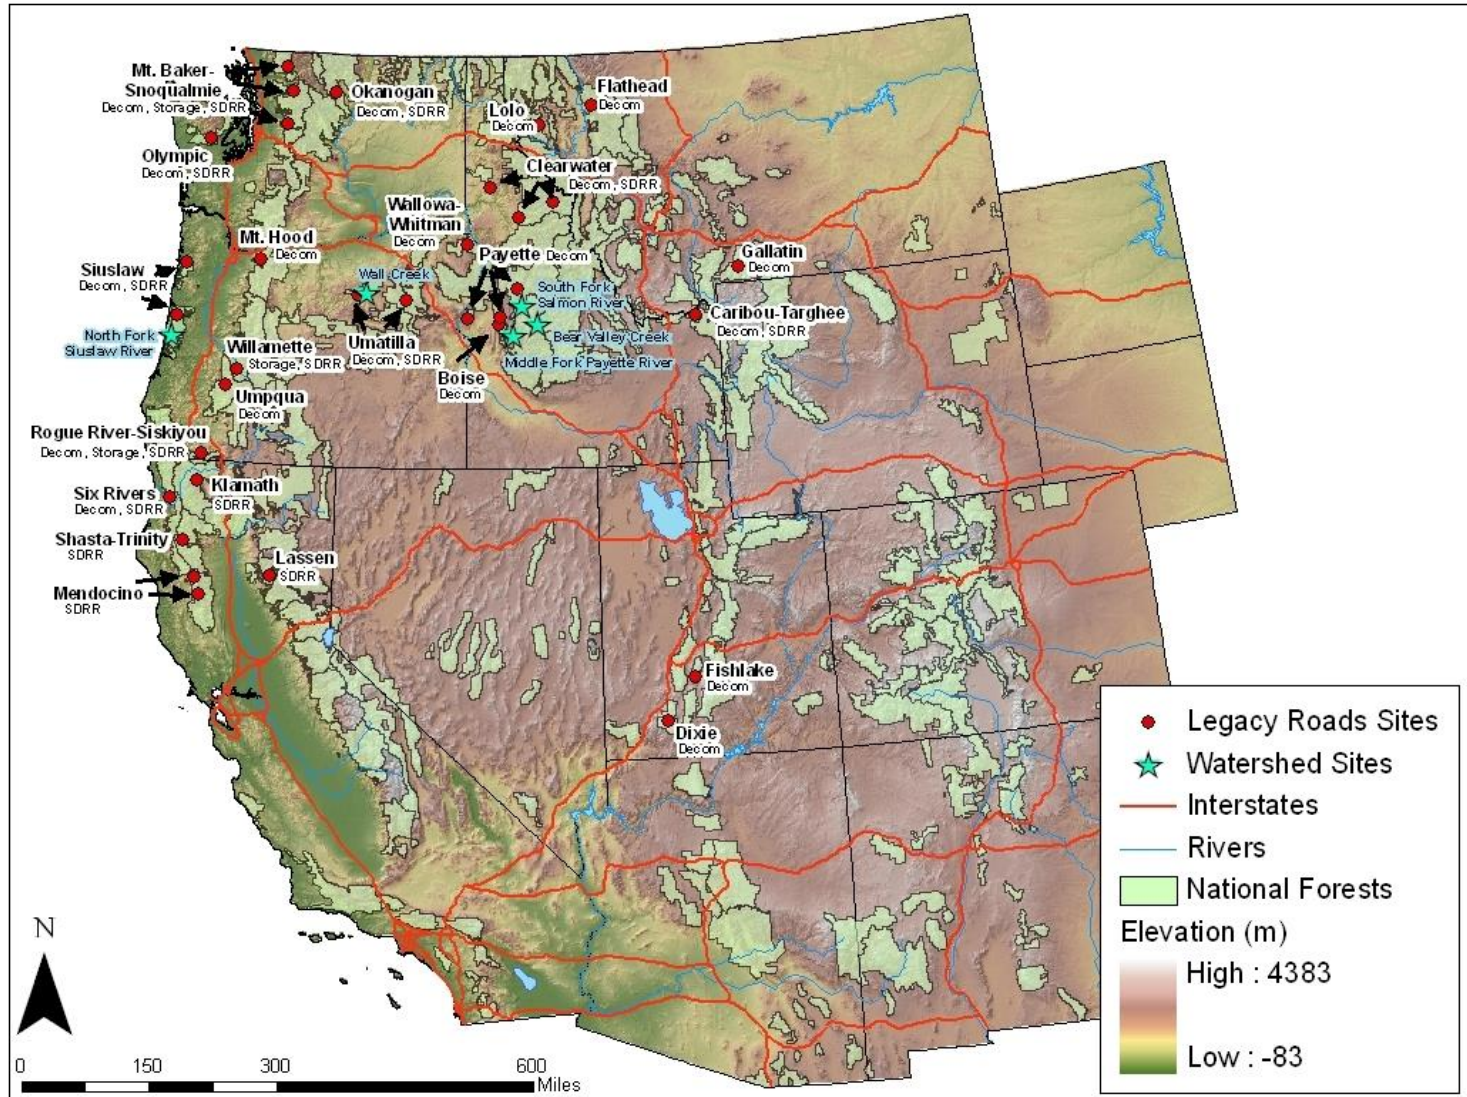 Mt. Baker-
Snoqualmie
Decom, Storage, SDRR
Okanogan
Decom, SDRR
Olympic
Decom, SDRR
Lolo
Decom
Flathead
Decom
Clearwater
Decom, SDRR
Wallowa-
Whitman
Decom
Mt. Hood
Decom
Payette Decom
Gallatin
Decom
Siuslaw
Decom, SDRR
Wall Creek
South Fork
Salmon River
Caribou-Targhee
Decom, SDRR
North Fork
Siuslaw River
Umatilla
Decom, SDRR
Bear Valley Creek
Middle Fork Payette River
Boise
Decom
Willamette
Storage, SDRR
Umpqua
Decom
Rogue River-Siskiyou
Decom, Storage, SDRR
Klamath
SDRR
Six Rivers
Decom, SDRR
Shasta-Trinity
SDRR
Lassen
SDRR
Mendocino
SDRR
Fishlake
Decom
Dixie
Decom
Legacy Roads Sites
Watershed Sites
Interstates
Rivers
National Forests
Elevation (m)
High : 4383
Low : -83
N
0 150 300 600
Miles